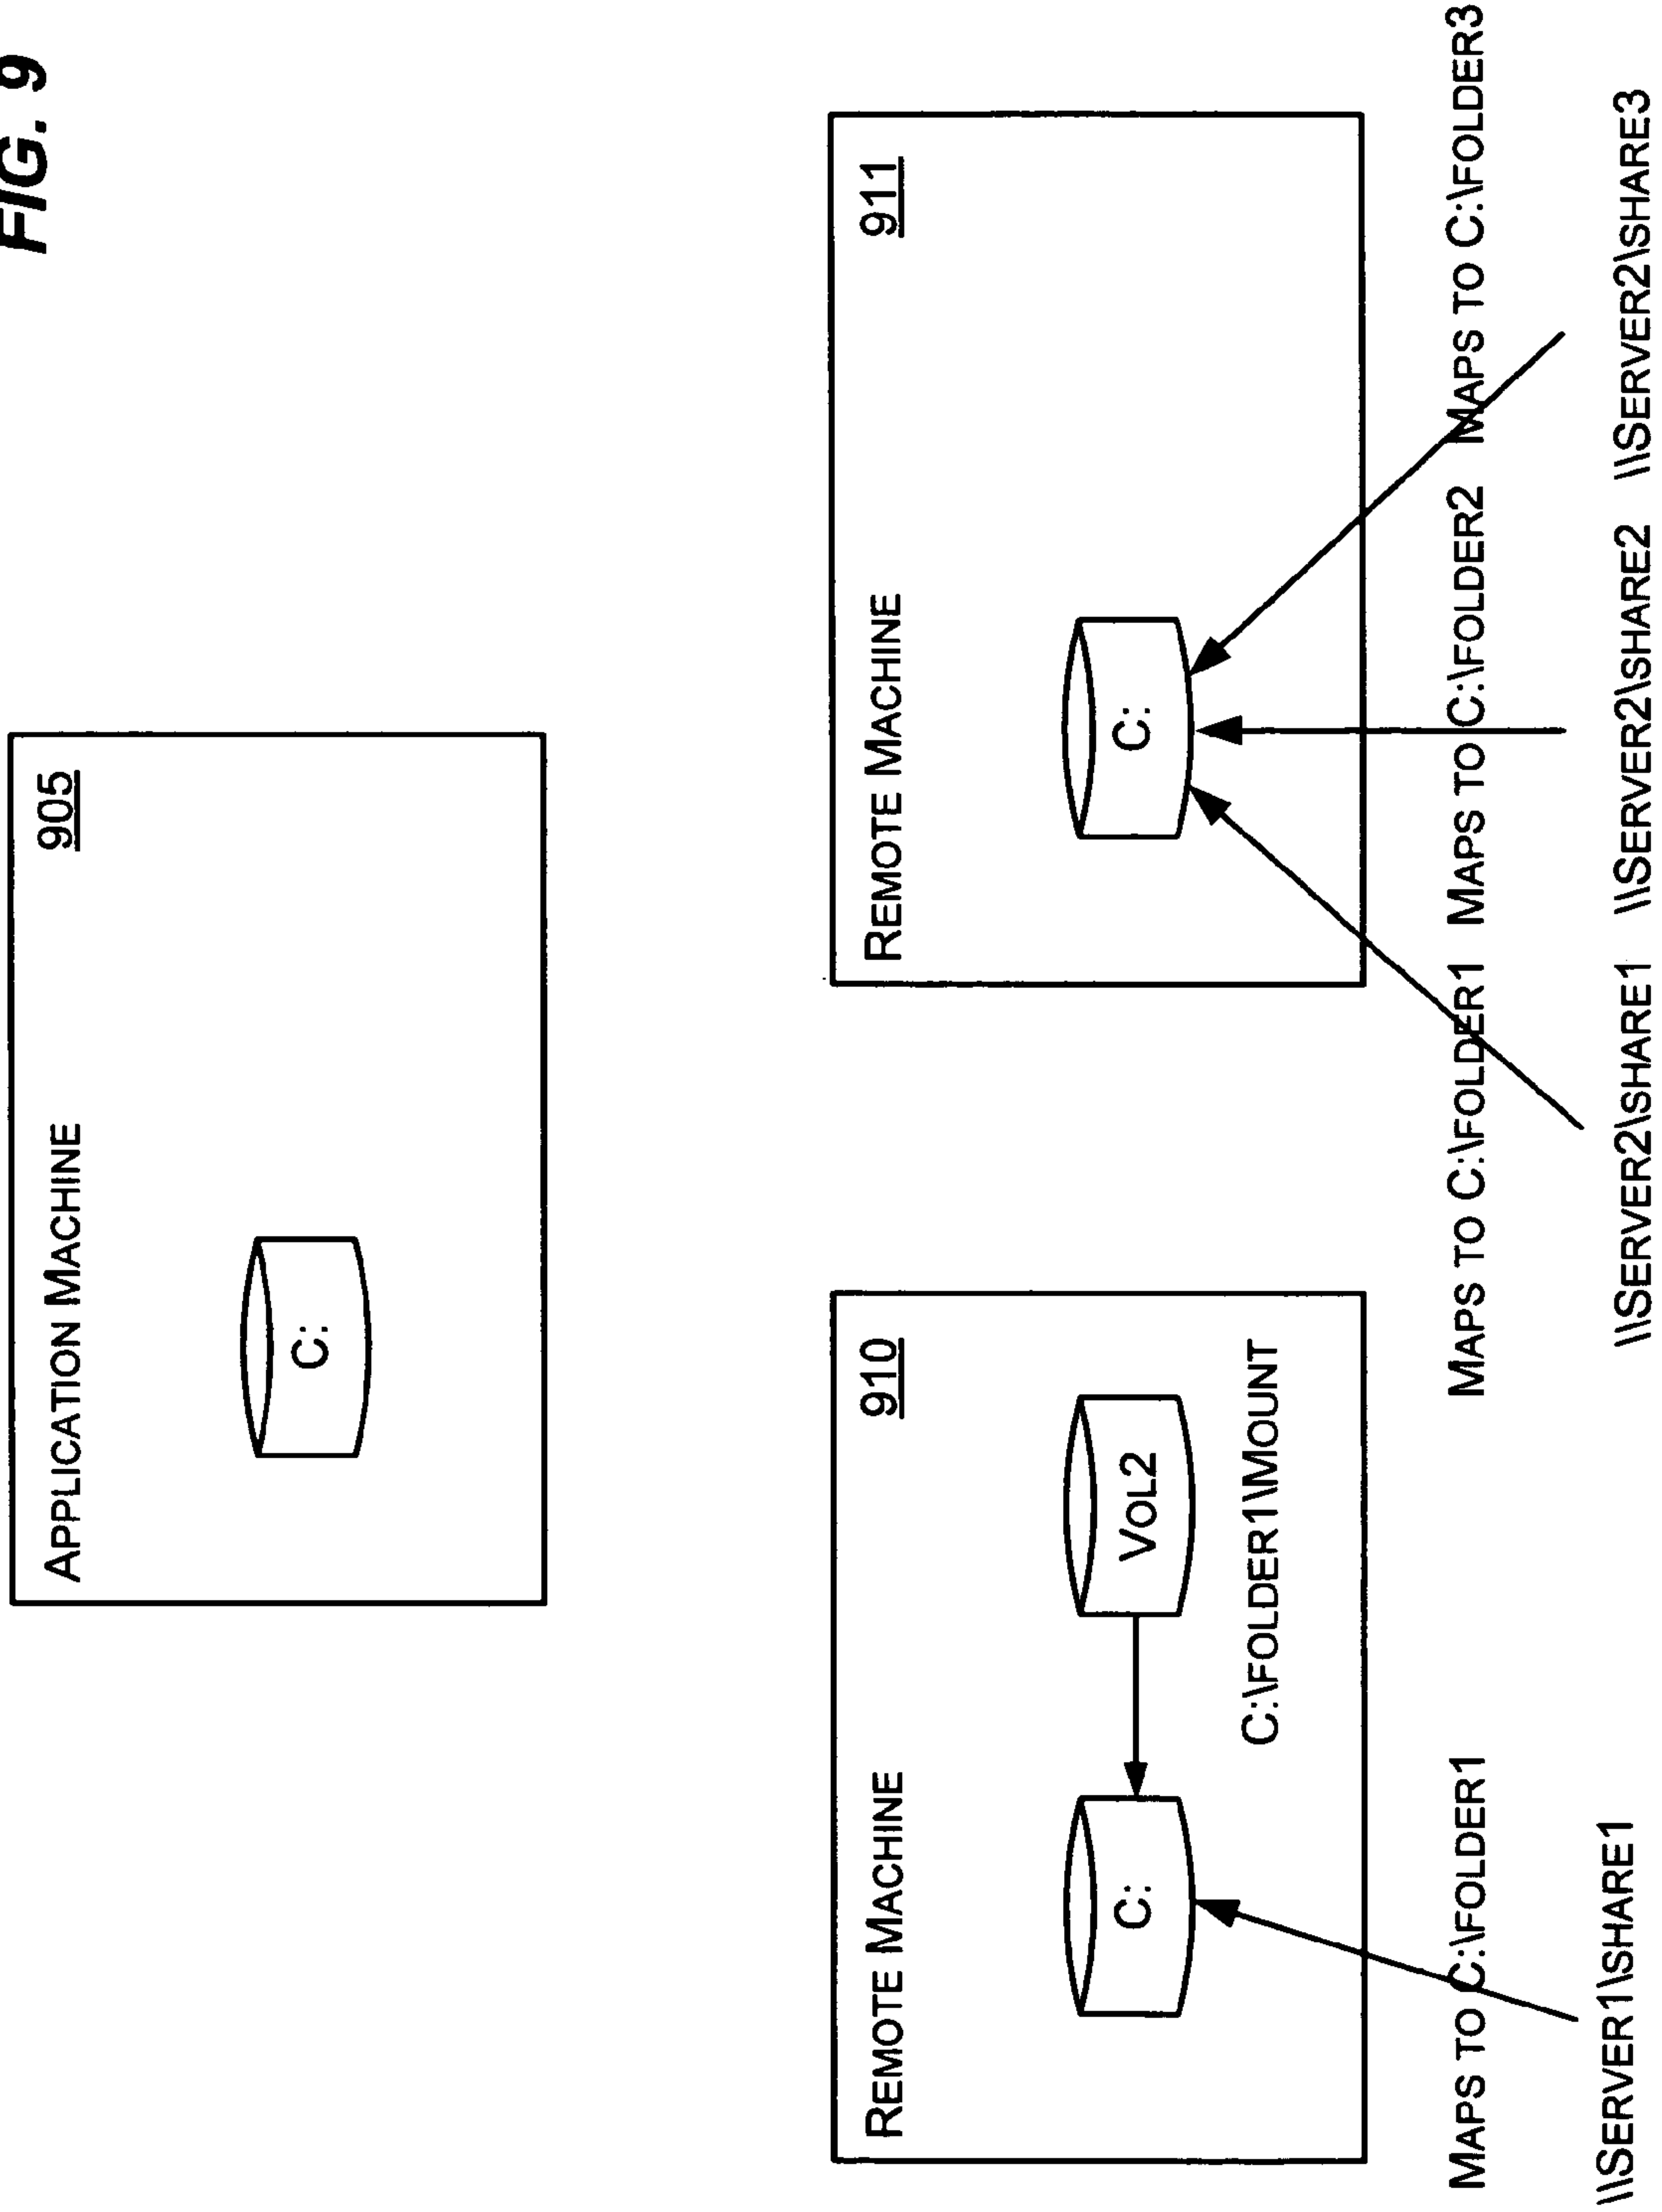 FIG. 9
APPLICATION MACHINE
905
C:
REMOTE MACHINE
910
C:
VOL2
C:\FOLDER1\MOUNT
MAPS TO C:\FOLDER1
\\SERVER1\SHARE1
REMOTE MACHINE
911
C:
MAPS TO C:\FOLDER1 MAPS TO C:\FOLDER2 MAPS TO C:\FOLDER3
\\SERVER2\SHARE1 \\SERVER2\SHARE2 \\SERVER2\SHARE3